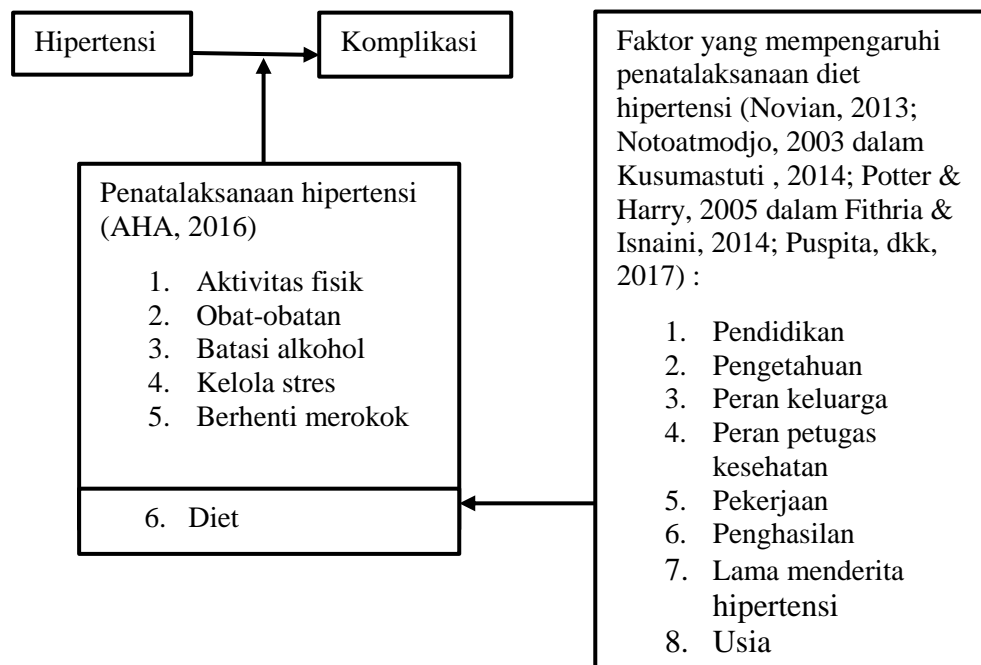 Hipertensi
Komplikasi
Penatalaksanaan hipertensi
(AHA, 2016)
1. Aktivitas fisik
2. Obat-obatan
3. Batasi alkohol
4. Kelola stres
5. Berhenti merokok
6. Diet
Faktor yang mempengaruhi
penatalaksanaan diet
hipertensi (Novian, 2013;
Notoatmodjo, 2003 dalam
Kusumastuti , 2014; Potter &
Harry, 2005 dalam Fithria &
Isnaini, 2014; Puspita, dkk,
2017) :
1. Pendidikan
2. Pengetahuan
3. Peran keluarga
4. Peran petugas
kesehatan
5. Pekerjaan
6. Penghasilan
7. Lama menderita
hipertensi
8. Usia